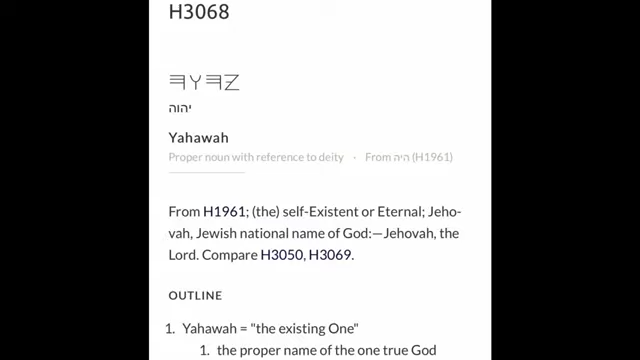 H3068
𐤉𐤄𐤅𐤄
יהוה
Yahawah
Proper noun with reference to deity · From היה (H1961)
From H1961; (the) self-Existent or Eternal; Jeho-
vah, Jewish national name of God:—Jehovah, the
Lord. Compare H3050, H3069.
OUTLINE
1. Yahawah = "the existing One"
1. the proper name of the one true God